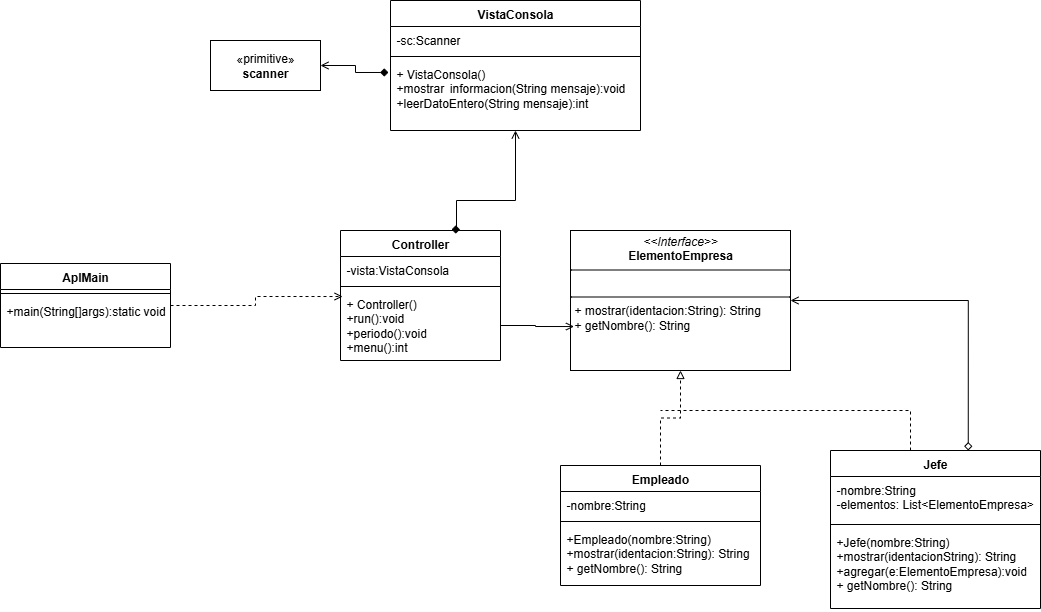 VistaConsola
-sc:Scanner
+ VistaConsola()
+mostrar informacion(String mensaje):void
+leerDatoEntero(String mensaje):int
«primitive»
scanner
AplMain
+main(String[]args):static void
Controller
-vista:VistaConsola
+ Controller()
+run():void
+periodo():void
+menu():int
<<Interface>>
ElementoEmpresa
+ mostrar(identacion:String): String
+ getNombre(): String
Empleado
-nombre:String
+Empleado(nombre:String)
+mostrar(identacion:String): String
+ getNombre(): String
Jefe
-nombre:String
-elementos: List<ElementoEmpresa>
+Jefe(nombre:String)
+mostrar(identacionString): String
+agregar(e:ElementoEmpresa):void
+ getNombre(): String